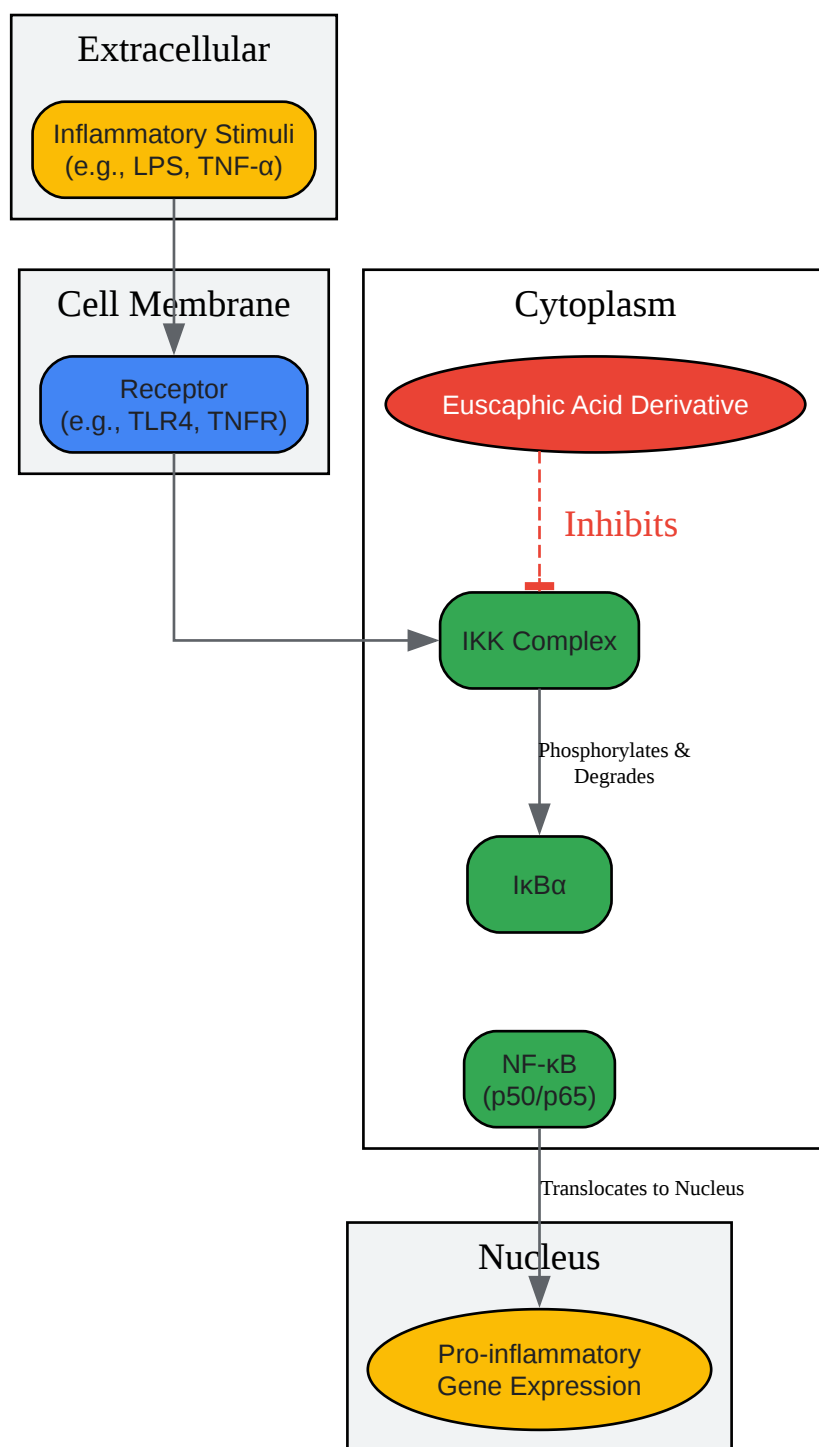 Extracellular
Inflammatory Stimuli
(e.g., LPS, TNF-α)
Cell Membrane
Receptor
(e.g., TLR4, TNFR)
Cytoplasm
Euscaphic Acid Derivative
Inhibits
IKK Complex
Phosphorylates &
Degrades
IκBα
NF-κB
(p50/p65)
Translocates to Nucleus
Nucleus
Pro-inflammatory
Gene Expression